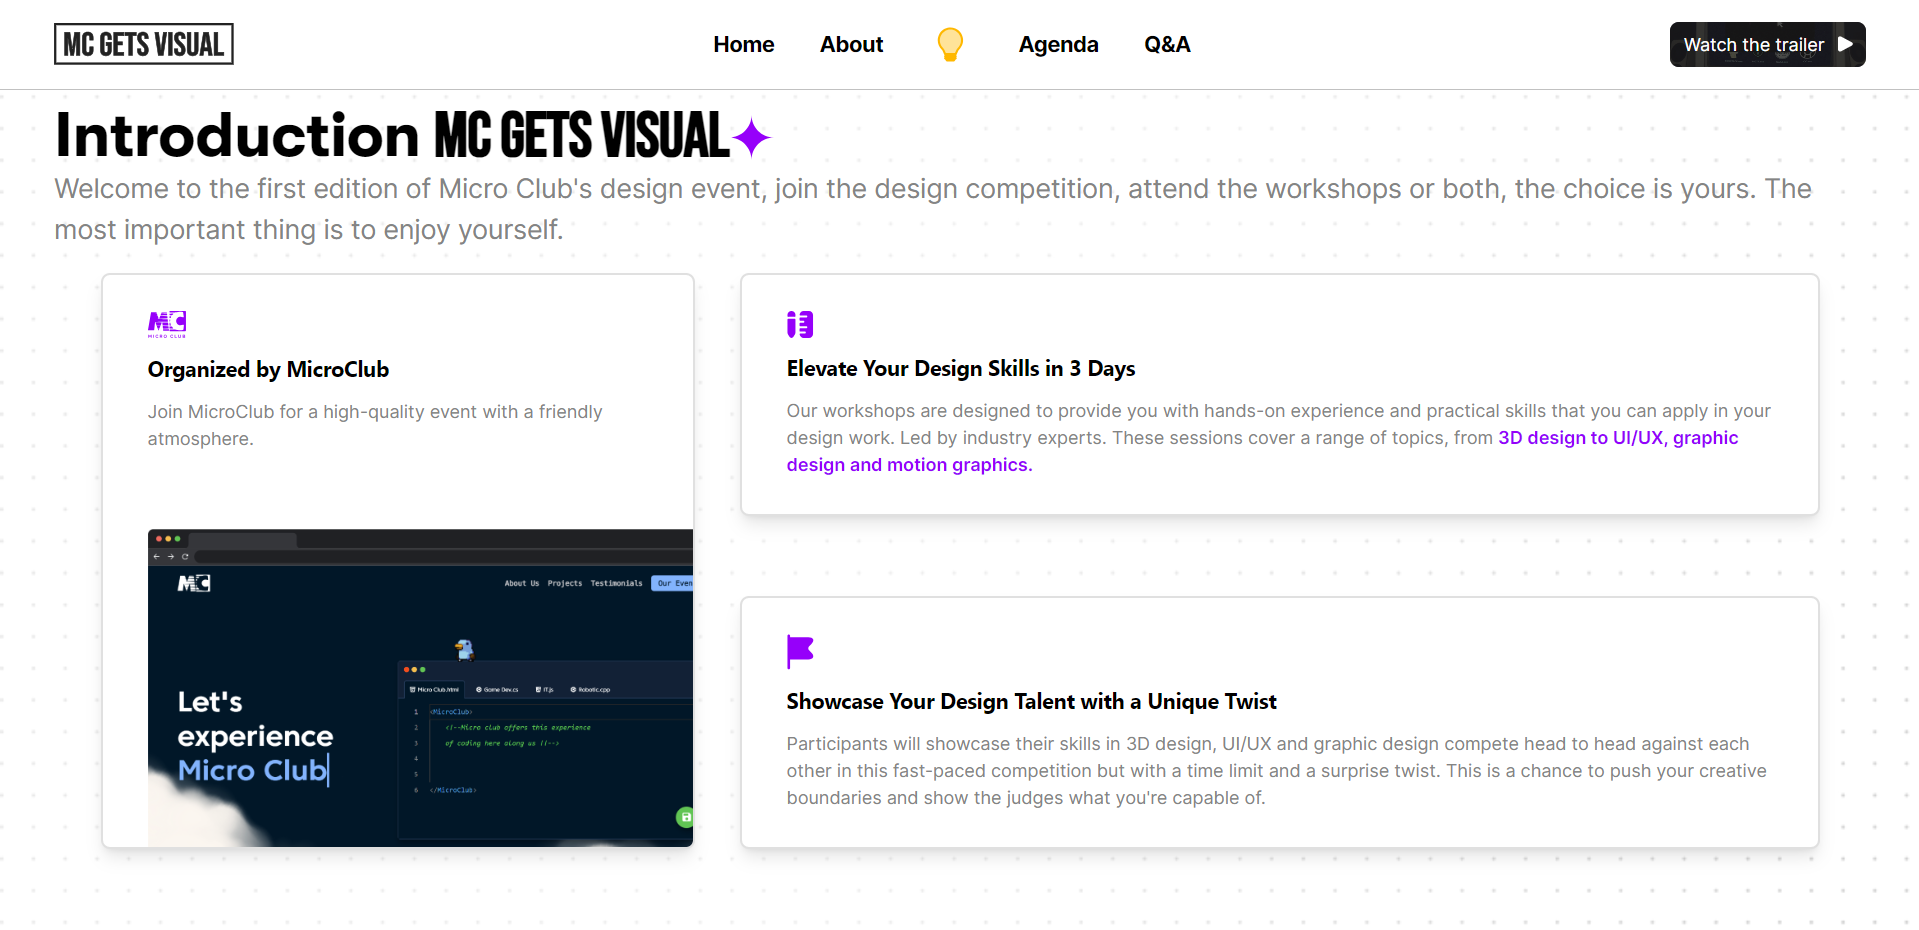 MC GETS VISUAL
Home About Agenda Q&A
Watch the trailer
Introduction MC GETS VISUAL
Welcome to the first edition of Micro Club's design event, join the design competition, attend the workshops or both, the choice is yours. The
most important thing is to enjoy yourself.
MC
MICRO CLUB
Organized by MicroClub
Join MicroClub for a high-quality event with a friendly
atmosphere.
MC
About Us Projects Testimonials Our Even
Let's
experience
Micro Club
Micro Club.html Game Dev.cs IT.js Robotic.cpp
1 <MicroClub>
2 <!--Micro club offers this experience
3 of coding here along us !!-->
4
5
6 </MicroClub>
Elevate Your Design Skills in 3 Days
Our workshops are designed to provide you with hands-on experience and practical skills that you can apply in your
design work. Led by industry experts. These sessions cover a range of topics, from 3D design to UI/UX, graphic
design and motion graphics.
Showcase Your Design Talent with a Unique Twist
Participants will showcase their skills in 3D design, UI/UX and graphic design compete head to head against each
other in this fast-paced competition but with a time limit and a surprise twist. This is a chance to push your creative
boundaries and show the judges what you're capable of.